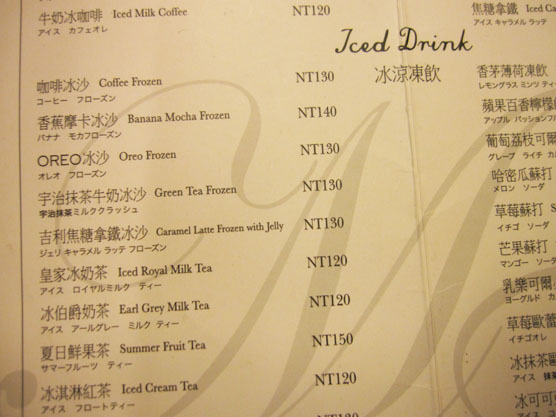 牛奶冰咖啡 Iced Milk Coffee NT120
アイス カフェオレ
咖啡冰沙 Coffee Frozen NT130
コーヒー フローズン
香蕉摩卡冰沙 Banana Mocha Frozen NT140
バナナ モカフローズン
OREO冰沙 Oreo Frozen NT130
オレオ フローズン
宇治抹茶牛奶冰沙 Green Tea Frozen NT130
宇治抹茶ミルククラッシュ
吉利焦糖拿鐵冰沙 Caramel Latte Frozen with Jelly NT130
ジェリ キャラメル ラッテ フローズン
皇家冰奶茶 Iced Royal Milk Tea NT120
アイス ロイヤルミルク ティー
冰伯爵奶茶 Earl Grey Milk Tea NT120
アイス アールグレー ミルク ティー
夏日鮮果茶 Summer Fruit Tea NT150
サマーフルーツ ティー
冰淇淋紅茶 Iced Cream Tea NT120
アイス フロートティー
Iced Drink
冰涼凍飲
焦糖拿鐵 Iced Ca
アイス キャラメル ラッテ
香茅薄荷凍飲
レモングラス ミンツ ティ
蘋果百香檸檬
アップル パッションフル
葡萄荔枝可爾
グレープ ライチ カル
哈密瓜蘇打
メロン ソーダ
草莓蘇打 S
イチゴ ソーダ
芒果蘇打
マンゴー ソーダ
乳樂可爾
ヨーグルト カ
草莓歐蕾
イチゴオレ
冰抹茶歐
アイス 抹茶
冰可可
アイス